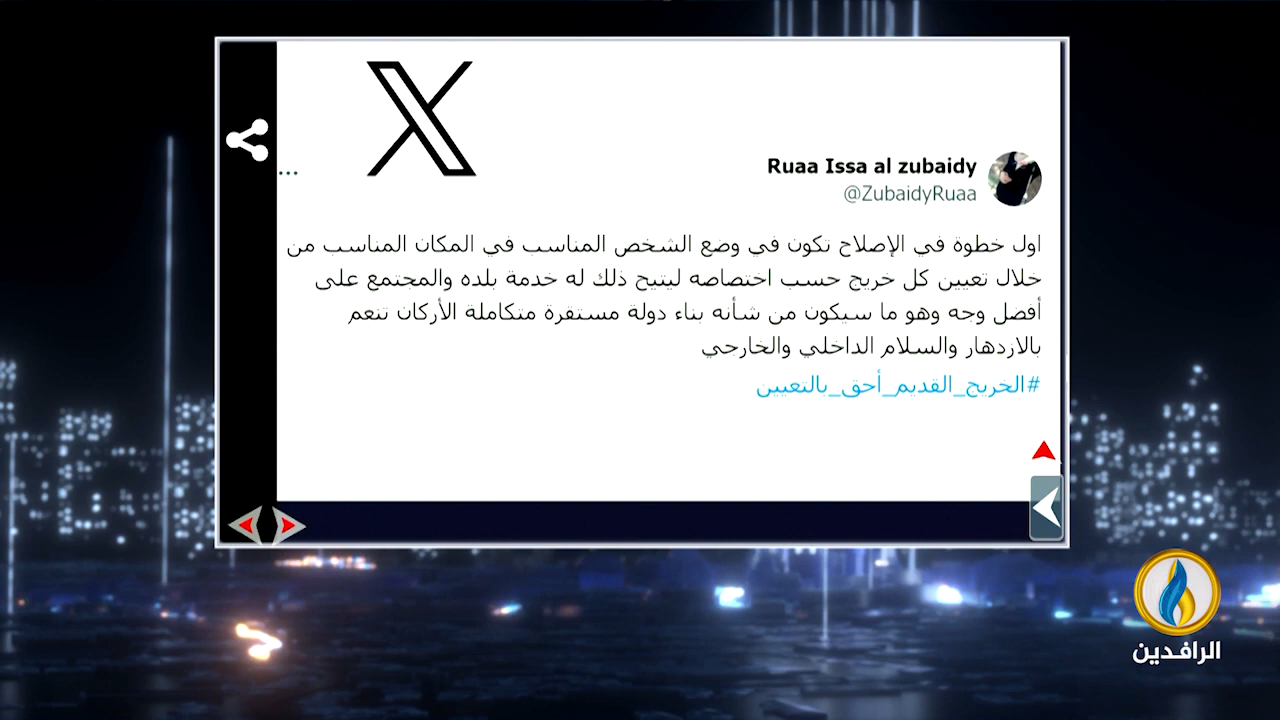 Ruaa Issa al zubaidy
@ZubaidyRuaa
...
اول خطوة في الإصلاح تكون في وضع الشخص المناسب في المكان المناسب من
خلال تعيين كل خريج حسب اختصاصه ليتيح ذلك له خدمة بلده والمجتمع على
أفضل وجه وهو ما سيكون من شأنه بناء دولة مستقرة متكاملة الأركان تنعم
بالازدهار والسلام الداخلي والخارجي
#الخريج_القديم_أحق_بالتعيين
الرافدين